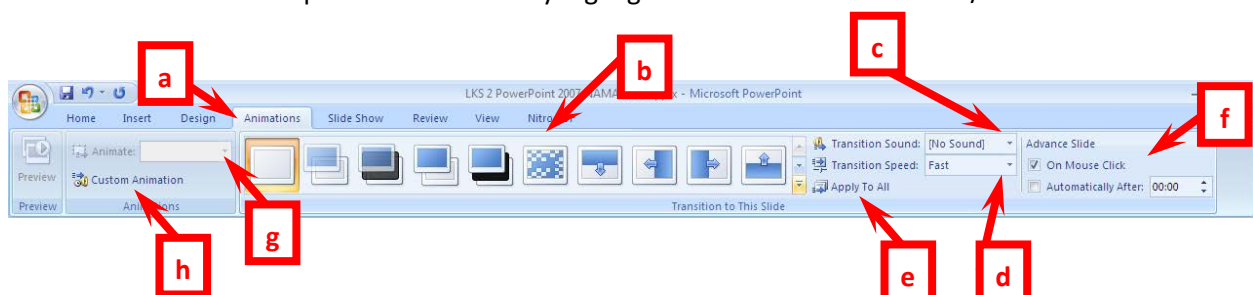 c
a
b
f
LKS 2 PowerPoint 2007 - Microsoft PowerPoint
Home Insert Design Animations Slide Show Review View
Animate:
Transition Sound: [No Sound]
Advance Slide
Preview
Custom Animation
Transition Speed: Fast
On Mouse Click
Apply To All
Automatically After: 00:00
Preview
Transition to This Slide
g
h
e
d